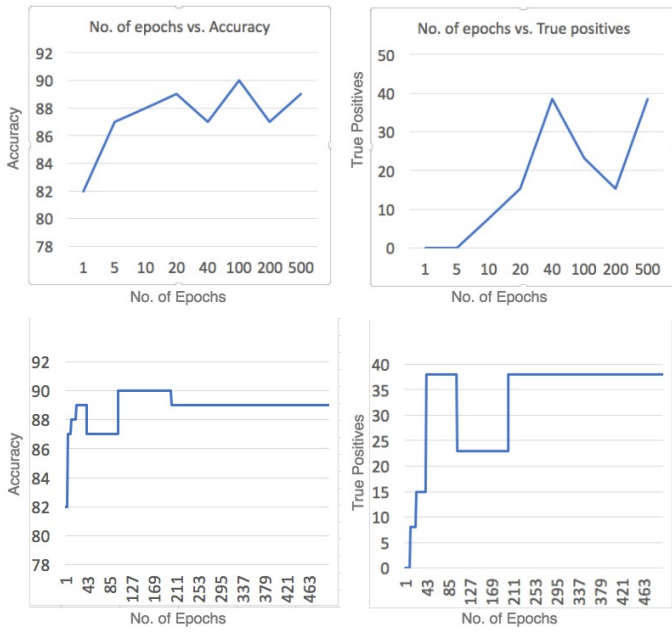 No. of epochs vs. Accuracy
92
90
88
86
84
82
80
78
Accuracy
1 5 10 20 40 100 200 500
No. of Epochs
No. of epochs vs. True positives
50
40
30
20
10
0
True Positives
1 5 10 20 40 100 200 500
No. of Epochs
92
90
88
86
84
82
80
78
Accuracy
1 43 85 127 169 211 253 295 337 379 421 463
No. of Epochs
40
35
30
25
20
15
10
5
0
True Positives
1 43 85 127 169 211 253 295 337 379 421 463
No. of Epochs